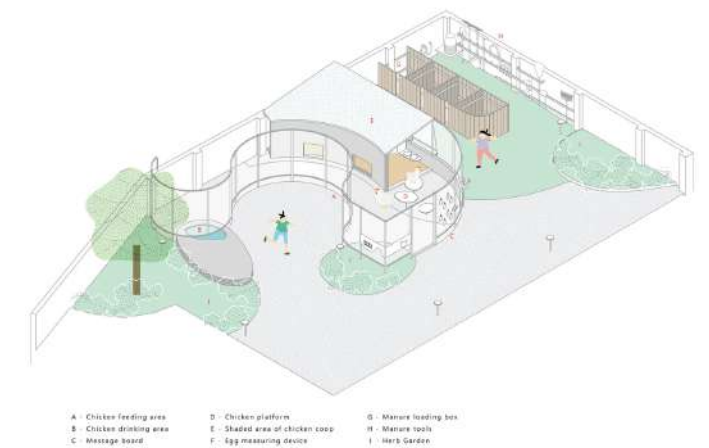 H
E
B
I
A - Chicken feeding area
B - Chicken drinking area
C - Message board
D - Chicken platform
E - Shaded area of chicken coop
F - Egg measuring device
G - Manure loading box
H - Manure tools
I - Herb Garden